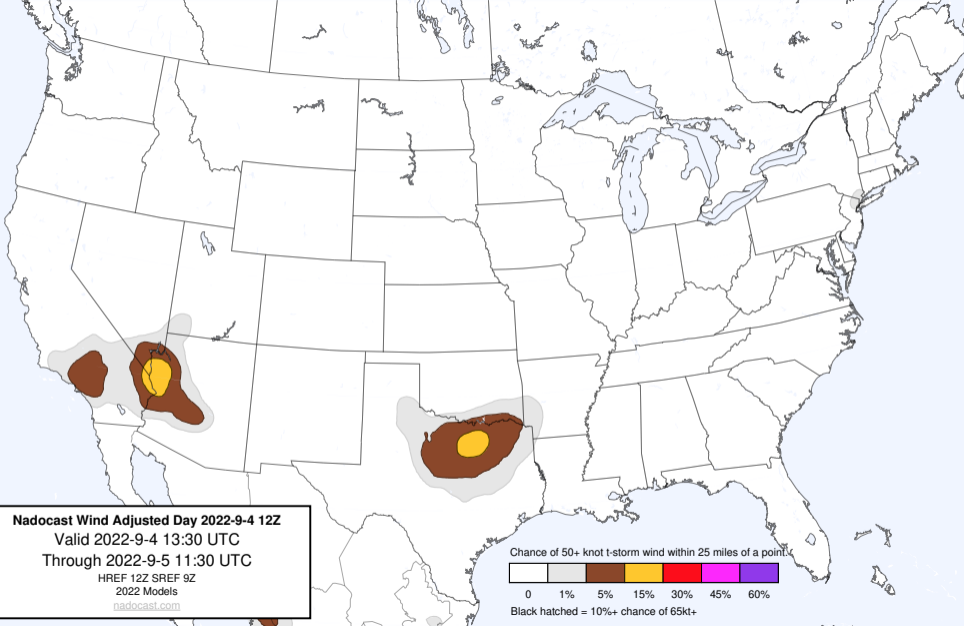 Nadocast Wind Adjusted Day 2022-9-4 12Z
Valid 2022-9-4 13:30 UTC
Through 2022-9-5 11:30 UTC
HREF 12Z SREF 9Z
2022 Models
nadocast.com
Chance of 50+ knot t-storm wind within 25 miles of a point.
0 1% 5% 15% 30% 45% 60%
Black hatched = 10%+ chance of 65kt+